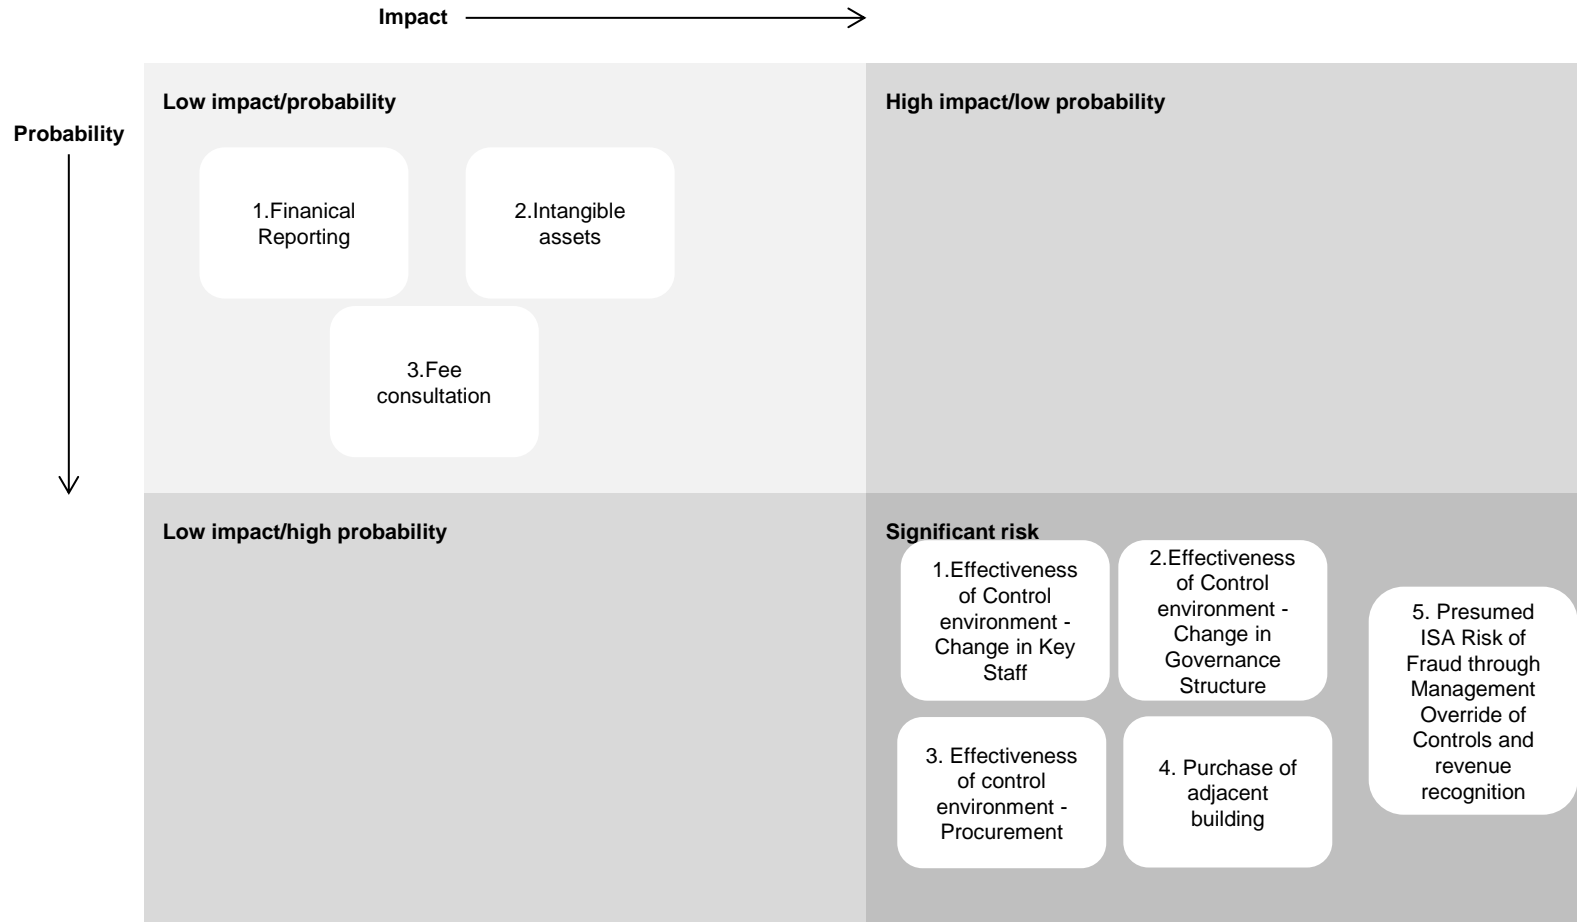 Impact
Probability
Low impact/probability
1.Finanical
Reporting
2.Intangible
assets
3.Fee
consultation
High impact/low probability
Low impact/high probability
Significant risk
1.Effectiveness
of Control
environment -
Change in Key
Staff
2.Effectiveness
of Control
environment -
Change in
Governance
Structure
3. Effectiveness
of control
environment -
Procurement
4. Purchase of
adjacent
building
5. Presumed
ISA Risk of
Fraud through
Management
Override of
Controls and
revenue
recognition